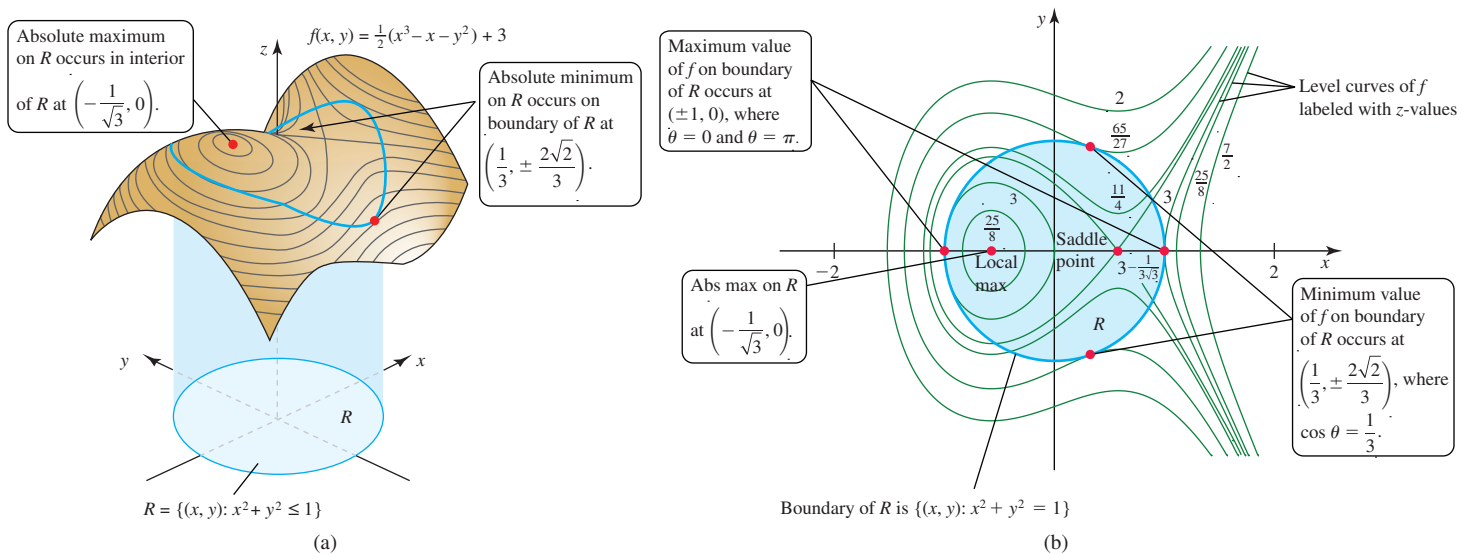 Absolute maximum
on R occurs in interior
of R at (−1/√3, 0).
z
f(x, y) = ½(x³ – x – y²) + 3
Absolute minimum
on R occurs on
boundary of R at
(1/3, ± 2√2/3).
y
x
R
R = {(x, y): x² + y² ≤ 1}
(a)
Maximum value
of f on boundary
of R occurs at
(±1, 0), where
θ = 0 and θ = π.
y
Level curves of f
labeled with z-values
2
65/27
7/2
25/8
11/4
3
3
25/8
Saddle
point
Local
max
3 – 1/(3√3)
−2
2
x
Abs max on R
at (−1/√3, 0).
R
Minimum value
of f on boundary
of R occurs at
(1/3, ± 2√2/3), where
cos θ = 1/3.
Boundary of R is {(x, y): x² + y² = 1}
(b)